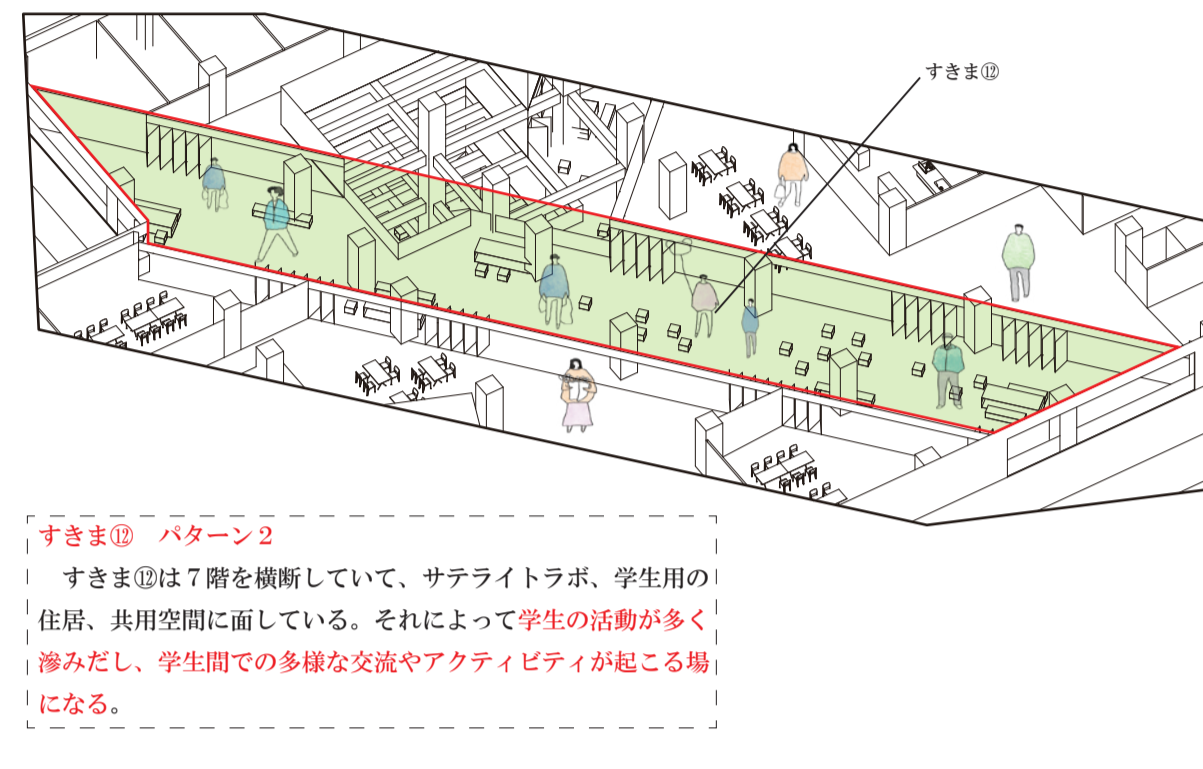 すきま⑫
すきま⑫　パターン２
　すきま⑫は７階を横断していて、サテライトラボ、学生用の
住居、共用空間に面している。それによって学生の活動が多く
滲みだし、学生間での多様な交流やアクティビティが起こる場
になる。